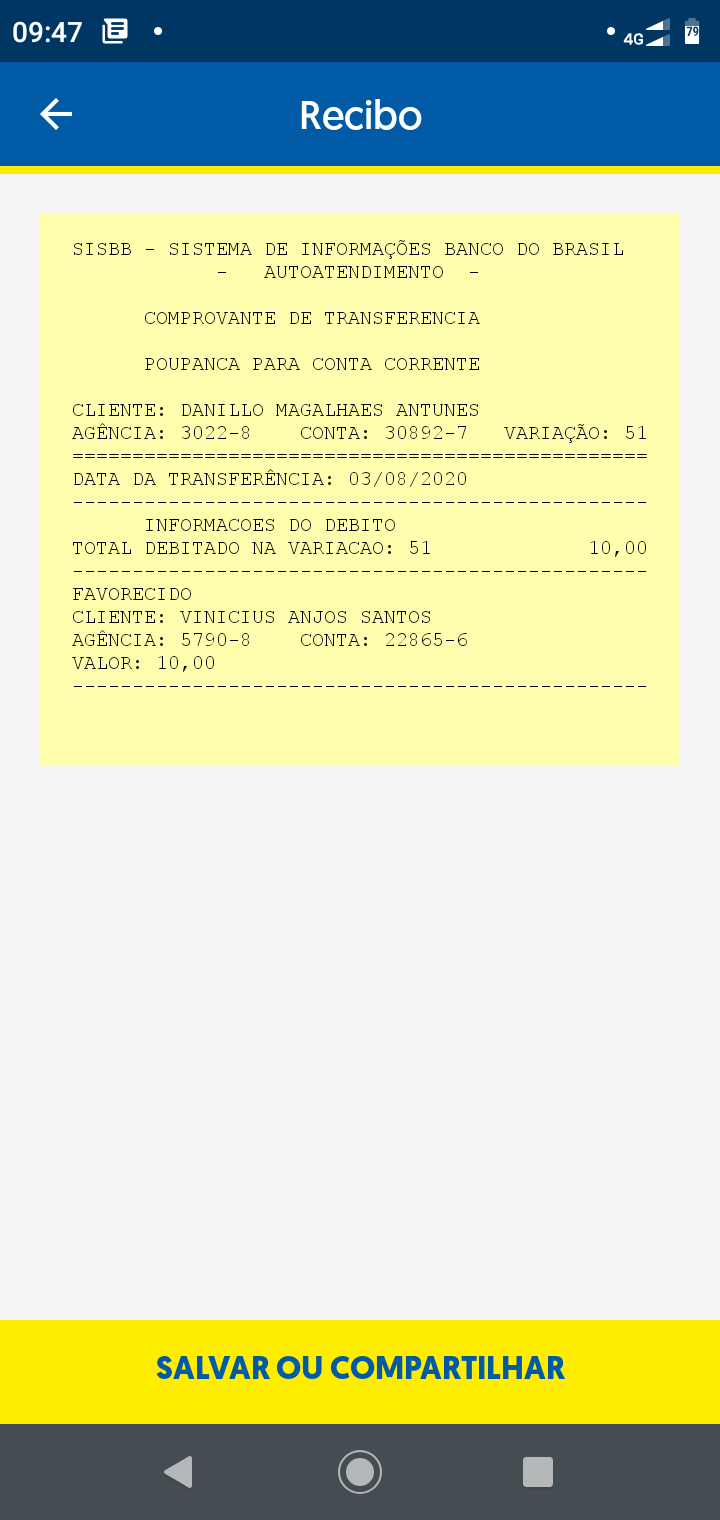 09:47
4G
79
Recibo
SISBB - SISTEMA DE INFORMAÇÕES BANCO DO BRASIL
- AUTOATENDIMENTO -
COMPROVANTE DE TRANSFERENCIA
POUPANCA PARA CONTA CORRENTE
CLIENTE: DANILLO MAGALHAES ANTUNES
AGÊNCIA: 3022-8 CONTA: 30892-7 VARIAÇÃO: 51
================================================
DATA DA TRANSFERÊNCIA: 03/08/2020
------------------------------------------------
INFORMACOES DO DEBITO
TOTAL DEBITADO NA VARIACAO: 51 10,00
------------------------------------------------
FAVORECIDO
CLIENTE: VINICIUS ANJOS SANTOS
AGÊNCIA: 5790-8 CONTA: 22865-6
VALOR: 10,00
------------------------------------------------
SALVAR OU COMPARTILHAR